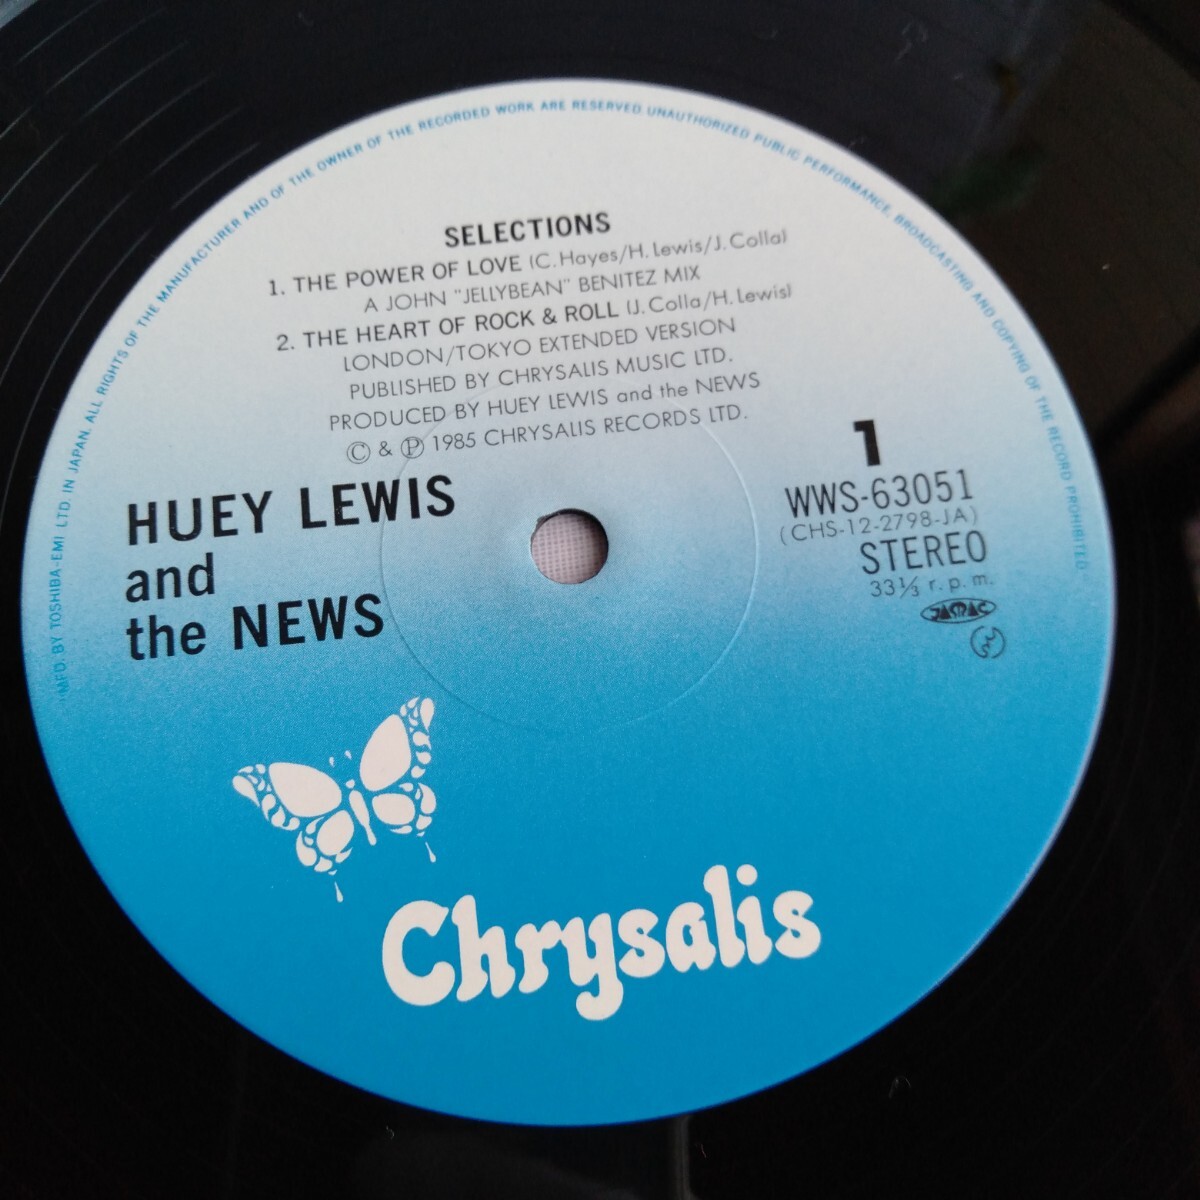 MFD. BY TOSHIBA-EMI LTD. IN JAPAN. ALL RIGHTS OF THE MANUFACTURER AND OF THE OWNER OF THE RECORDED WORK ARE RESERVED. UNAUTHORIZED PUBLIC PERFORMANCE, BROADCASTING AND COPYING OF THE RECORD PROHIBITED.
SELECTIONS
1. THE POWER OF LOVE (C.Hayes/H.Lewis/J.Colla)
A JOHN "JELLYBEAN" BENITEZ MIX
2. THE HEART OF ROCK & ROLL (J.Colla/H.Lewis)
LONDON/TOKYO EXTENDED VERSION
PUBLISHED BY CHRYSALIS MUSIC LTD.
PRODUCED BY HUEY LEWIS and the NEWS
Ⓒ & Ⓟ 1985 CHRYSALIS RECORDS LTD.
HUEY LEWIS
and
the NEWS
1
WWS-63051
(CHS-12-2798-JA)
STEREO
33⅓ r.p.m.
JASRAC
Chrysalis